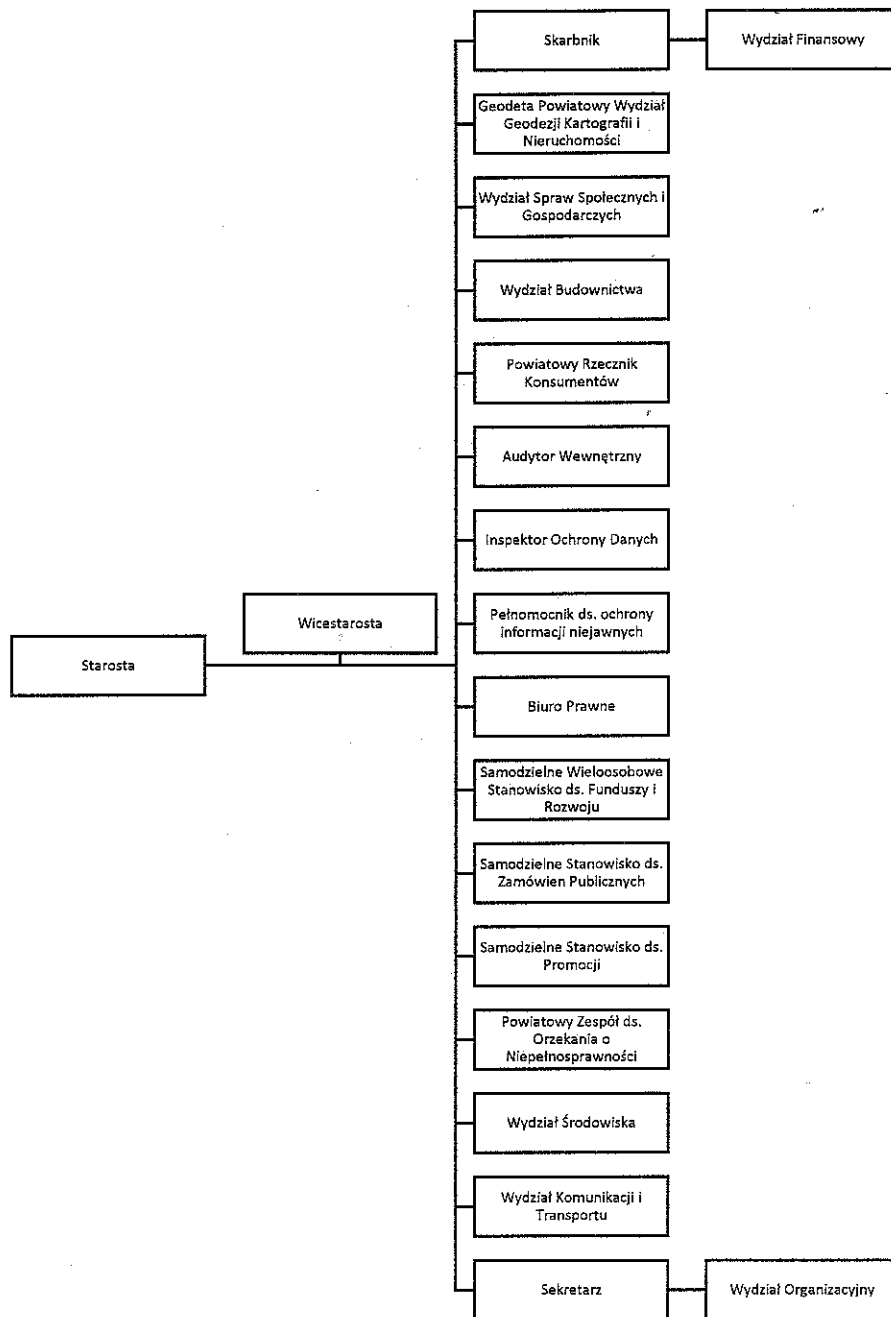 Skarbnik
Wydział Finansowy
Geodeta Powiatowy Wydział
Geodezji Kartografii i
Nieruchomości
Wydział Spraw Społecznych i
Gospodarczych
Wydział Budownictwa
Powiatowy Rzecznik
Konsumentów
Audytor Wewnętrzny
Inspektor Ochrony Danych
Pełnomocnik ds. ochrony
informacji niejawnych
Wicestarosta
Starosta
Biuro Prawne
Samodzielne Wieloosobowe
Stanowisko ds. Funduszy i
Rozwoju
Samodzielne Stanowisko ds.
Zamówien Publicznych
Samodzielne Stanowisko ds.
Promocji
Powiatowy Zespół ds.
Orzekania o
Niepełnosprawności
Wydział Środowiska
Wydział Komunikacji i
Transportu
Sekretarz
Wydział Organizacyjny